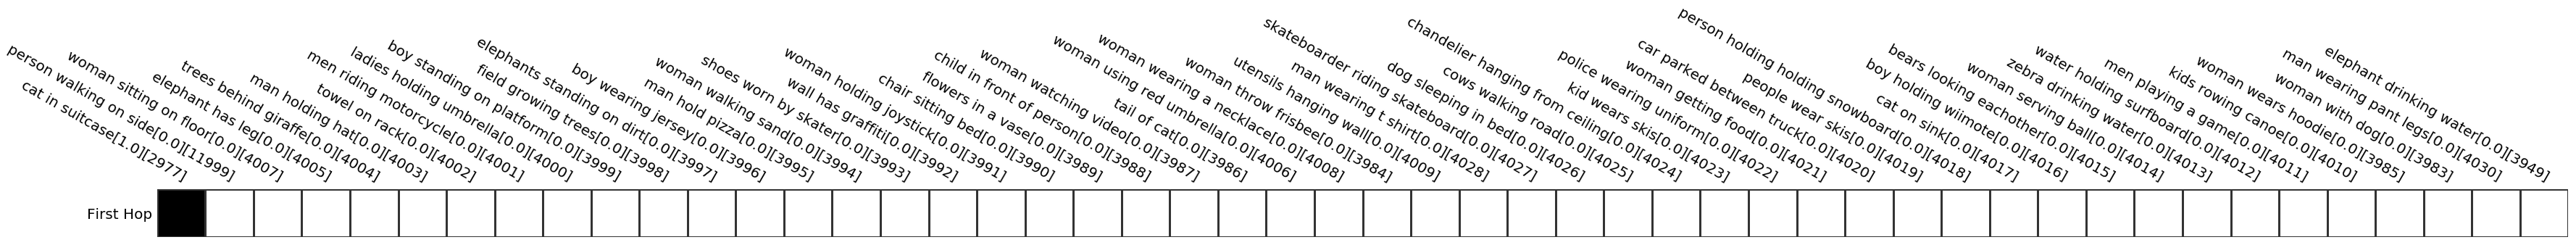 cat in suitcase[1.0][2977]
person walking on side[0.0][11999]
woman sitting on floor[0.0][4007]
elephant has leg[0.0][4005]
trees behind giraffe[0.0][4004]
man holding hat[0.0][4003]
towel on rack[0.0][4002]
men riding motorcycle[0.0][4001]
ladies holding umbrella[0.0][4000]
boy standing on platform[0.0][3999]
field growing trees[0.0][3998]
elephants standing on dirt[0.0][3997]
boy wearing jersey[0.0][3996]
man hold pizza[0.0][3995]
woman walking sand[0.0][3994]
shoes worn by skater[0.0][3993]
wall has graffiti[0.0][3992]
woman holding joystick[0.0][3991]
chair sitting bed[0.0][3990]
flowers in a vase[0.0][3989]
child in front of person[0.0][3988]
woman watching video[0.0][3987]
tail of cat[0.0][3986]
woman using red umbrella[0.0][4006]
woman wearing a necklace[0.0][4008]
woman throw frisbee[0.0][3984]
utensils hanging wall[0.0][4009]
man wearing t shirt[0.0][4028]
skateboarder riding skateboard[0.0][4027]
dog sleeping in bed[0.0][4026]
cows walking road[0.0][4025]
chandelier hanging from ceiling[0.0][4024]
kid wears skis[0.0][4023]
police wearing uniform[0.0][4022]
woman getting food[0.0][4021]
car parked between truck[0.0][4020]
people wear skis[0.0][4019]
person holding holding snowboard[0.0][4018]
cat on sink[0.0][4017]
boy holding wiimote[0.0][4016]
bears looking eachother[0.0][4015]
woman serving ball[0.0][4014]
zebra drinking water[0.0][4013]
water holding surfboard[0.0][4012]
men playing a game[0.0][4011]
kids rowing canoe[0.0][4010]
woman wears hoodie[0.0][3985]
woman with dog[0.0][3983]
man wearing pant legs[0.0][4030]
elephant drinking water[0.0][3949]
First Hop